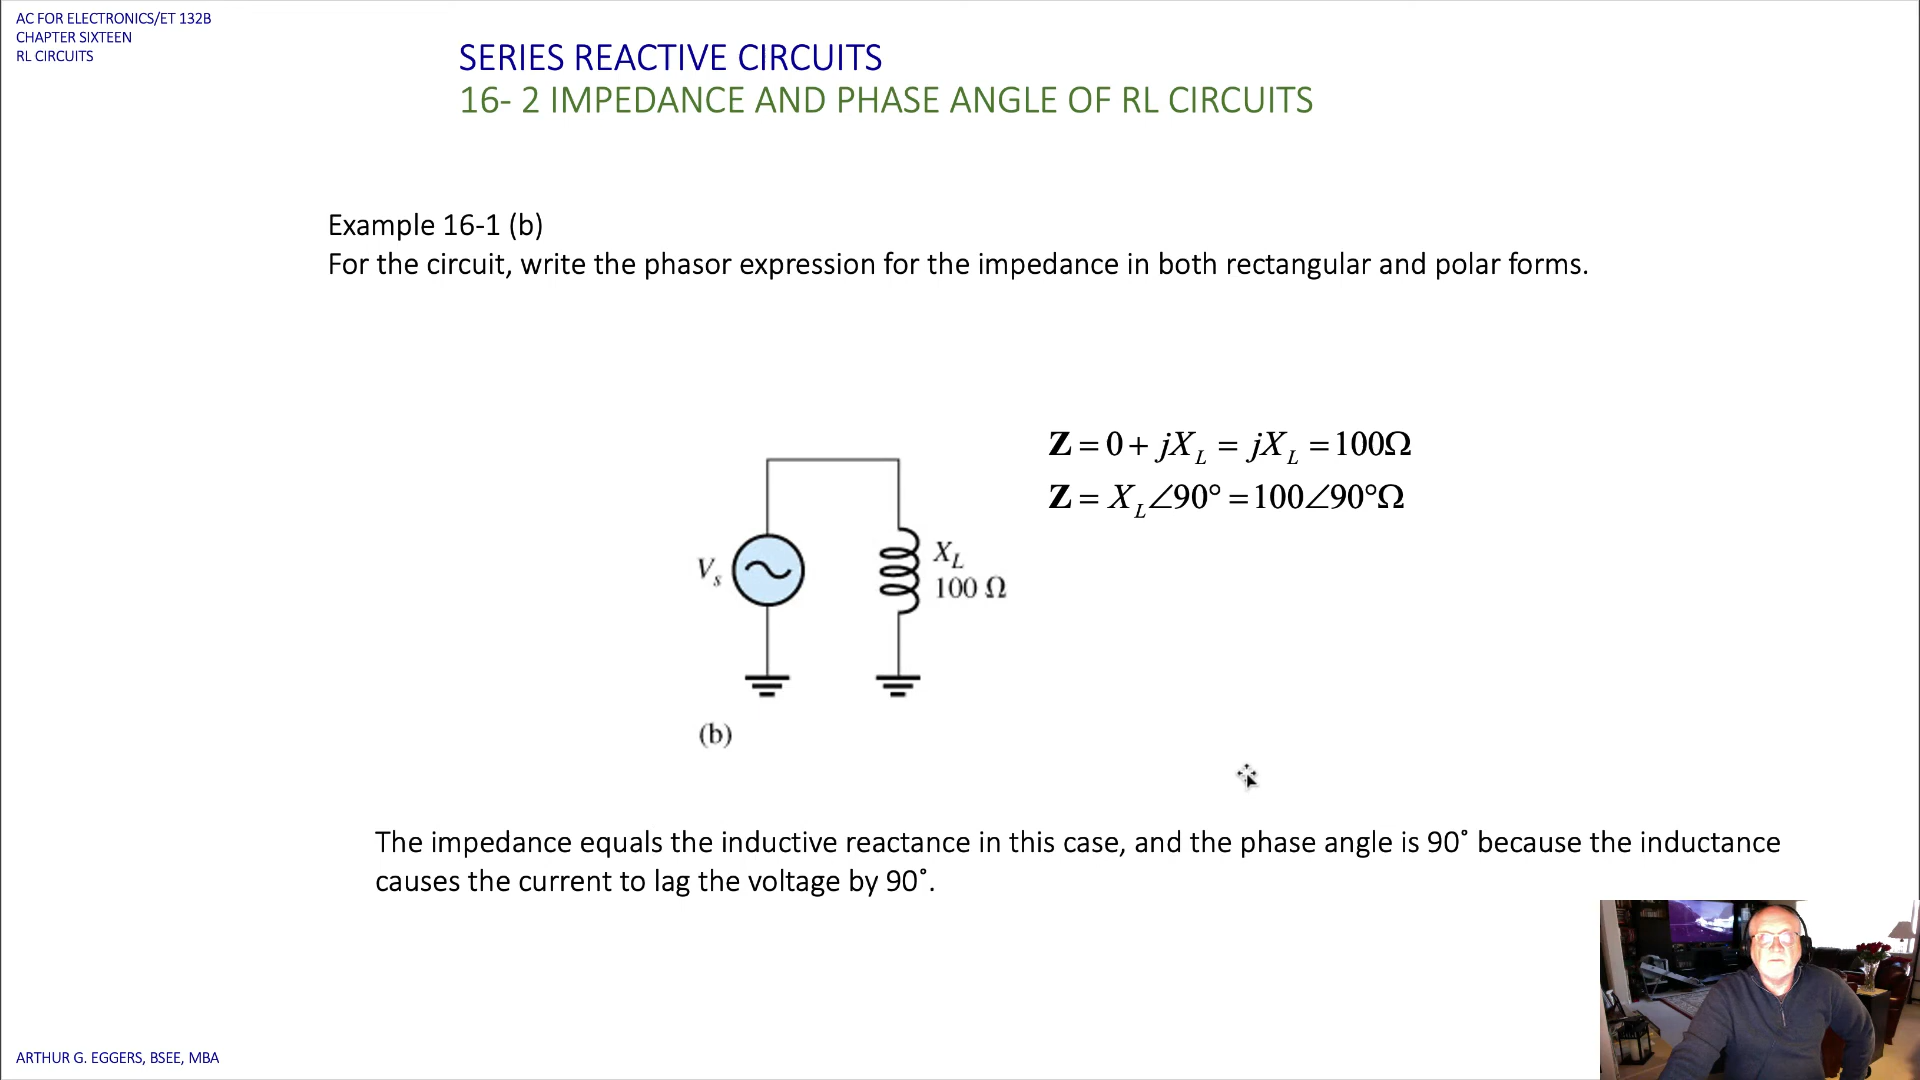 AC FOR ELECTRONICS/ET 132B
CHAPTER SIXTEEN
RL CIRCUITS
SERIES REACTIVE CIRCUITS
16- 2 IMPEDANCE AND PHASE ANGLE OF RL CIRCUITS
Example 16-1 (b)
For the circuit, write the phasor expression for the impedance in both rectangular and polar forms.
Z = 0 + jX_L = jX_L = 100Ω
Z = X_L∠90° = 100∠90°Ω
V_s
X_L
100 Ω
(b)
The impedance equals the inductive reactance in this case, and the phase angle is 90˚ because the inductance
causes the current to lag the voltage by 90˚.
ARTHUR G. EGGERS, BSEE, MBA